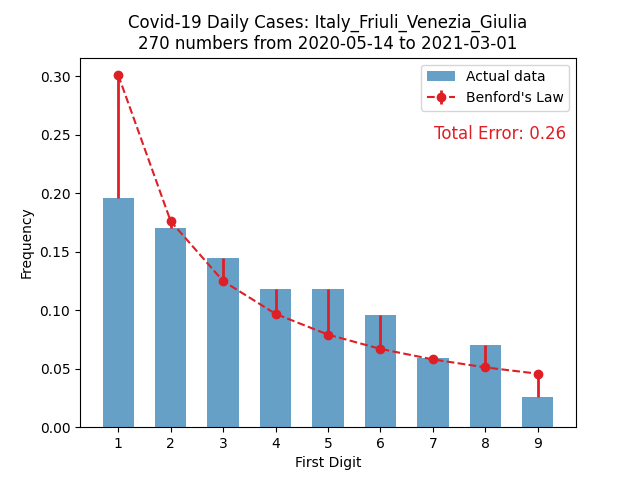 Covid-19 Daily Cases: Italy_Friuli_Venezia_Giulia
270 numbers from 2020-05-14 to 2021-03-01
Actual data
Benford's Law
Total Error: 0.26
Frequency
0.30
0.25
0.20
0.15
0.10
0.05
0.00
1 2 3 4 5 6 7 8 9
First Digit